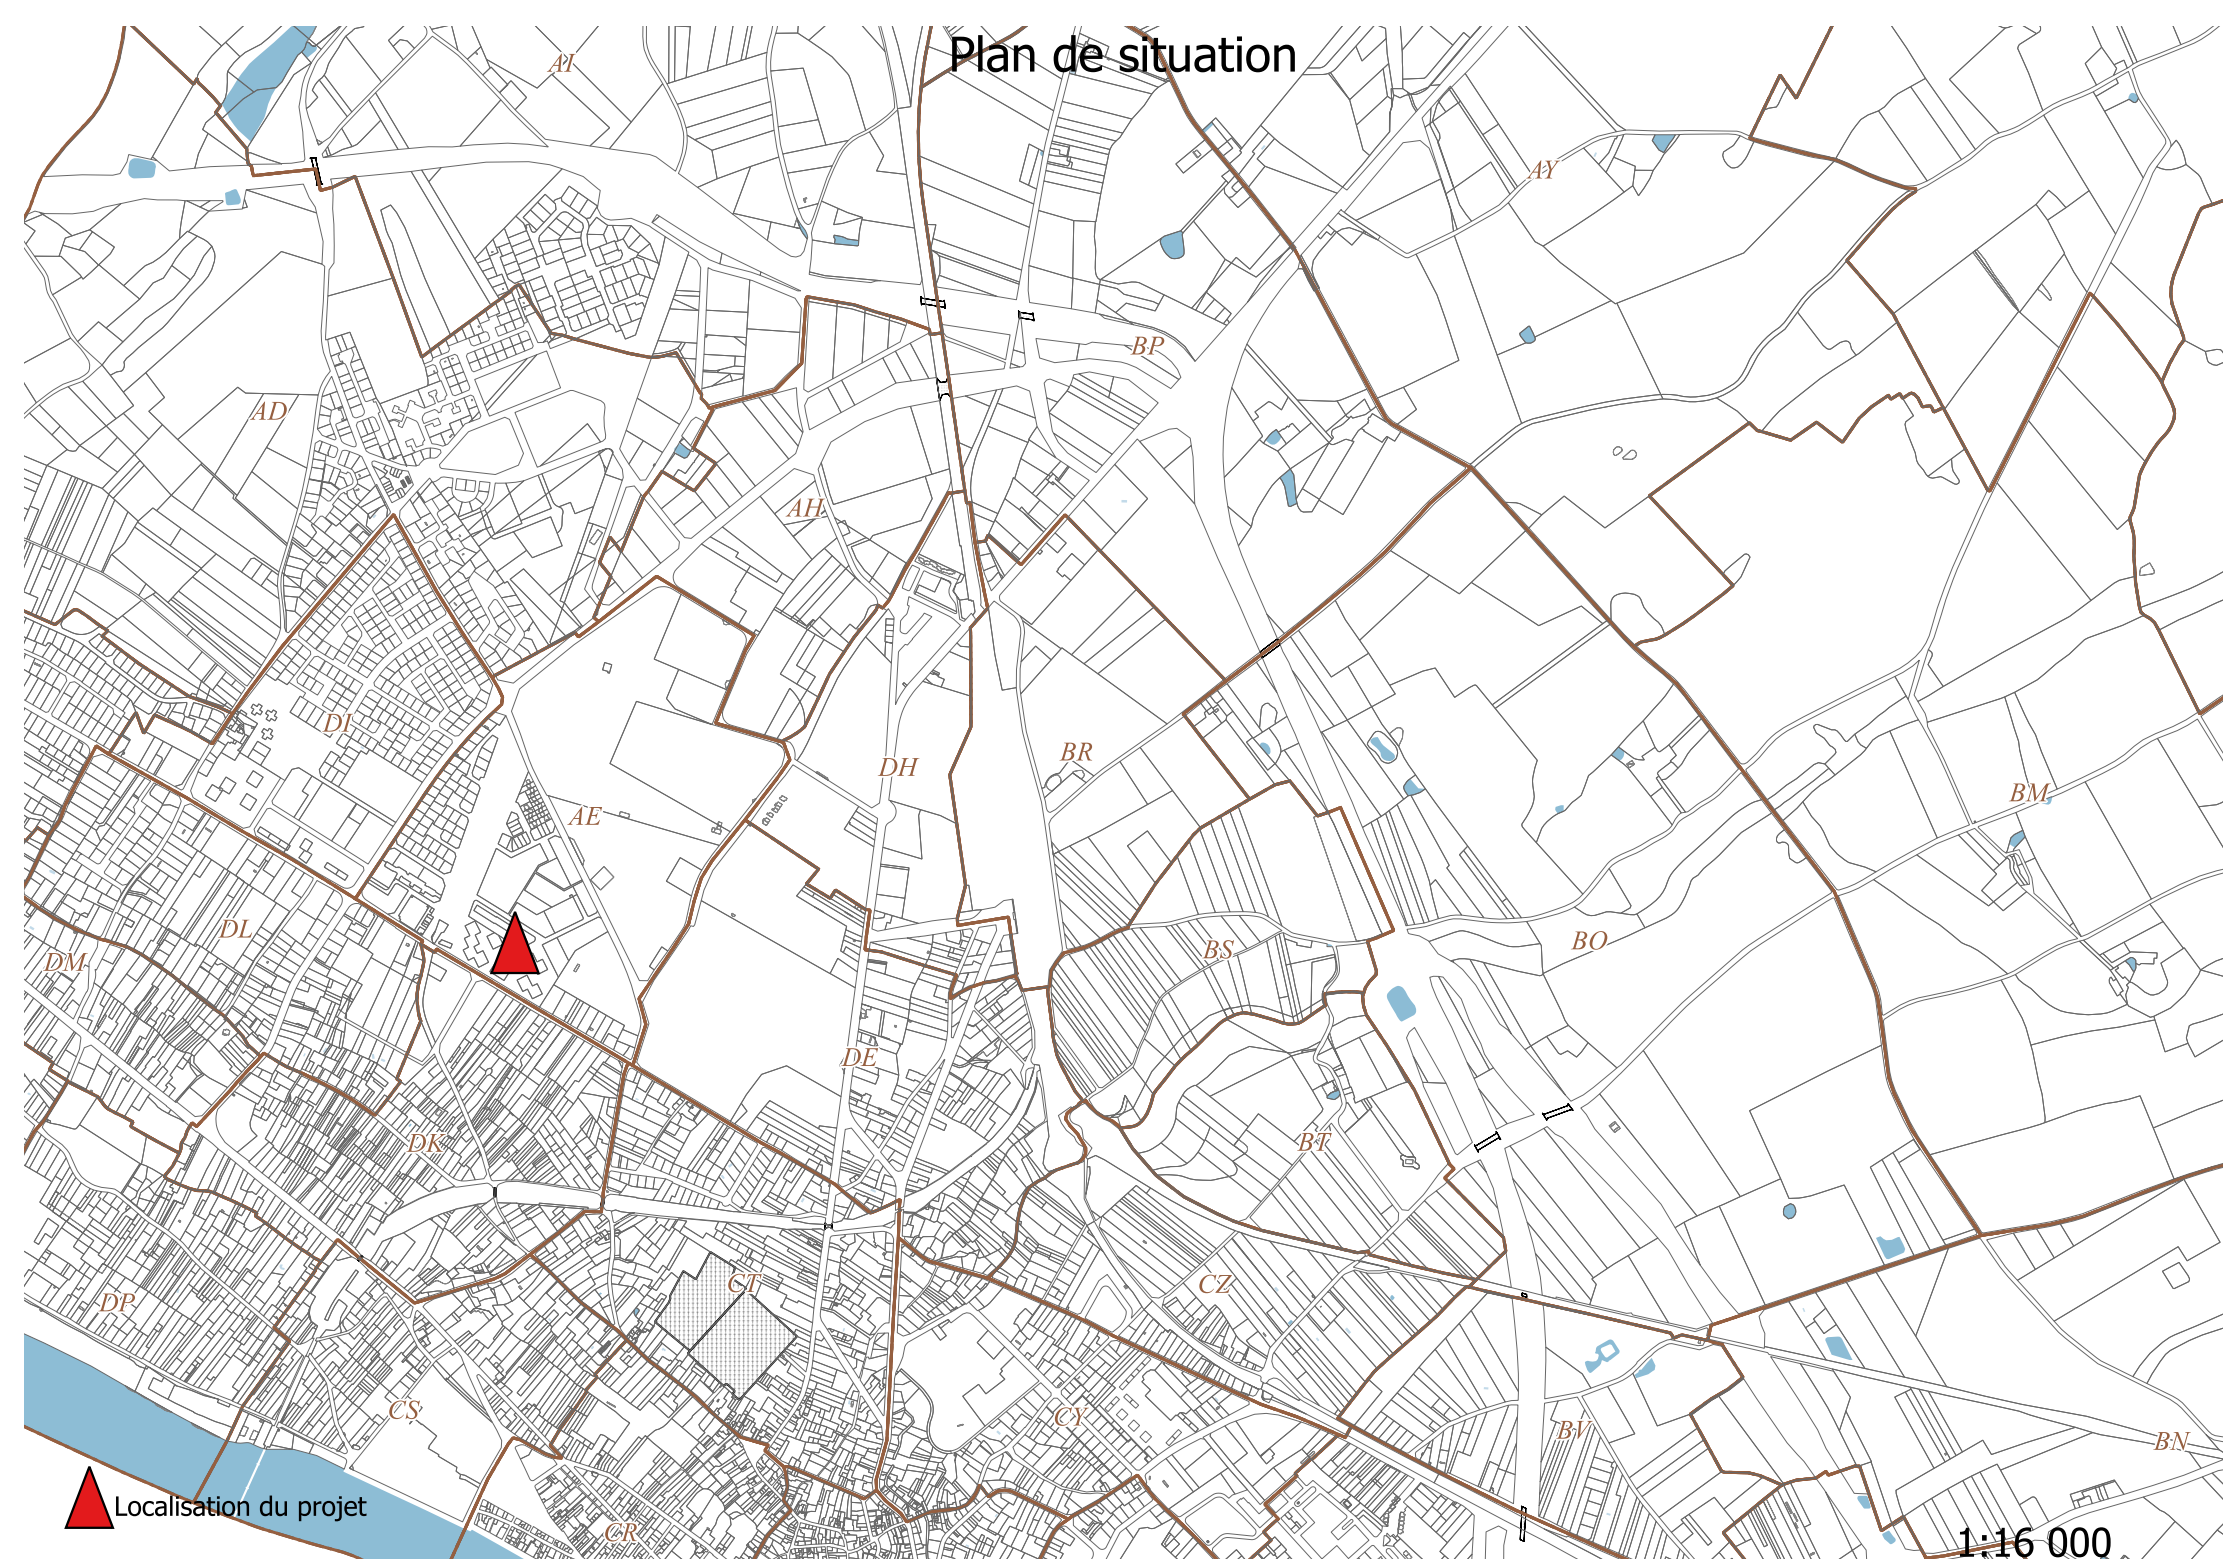 Plan de situation
AI
AY
BP
AD
AH
DI
BR
DH
AE
BM
DL
BO
BS
DM
DE
DK
BT
CT
CZ
DP
CS
CY
BV
BN
Localisation du projet
CR
1:16 000